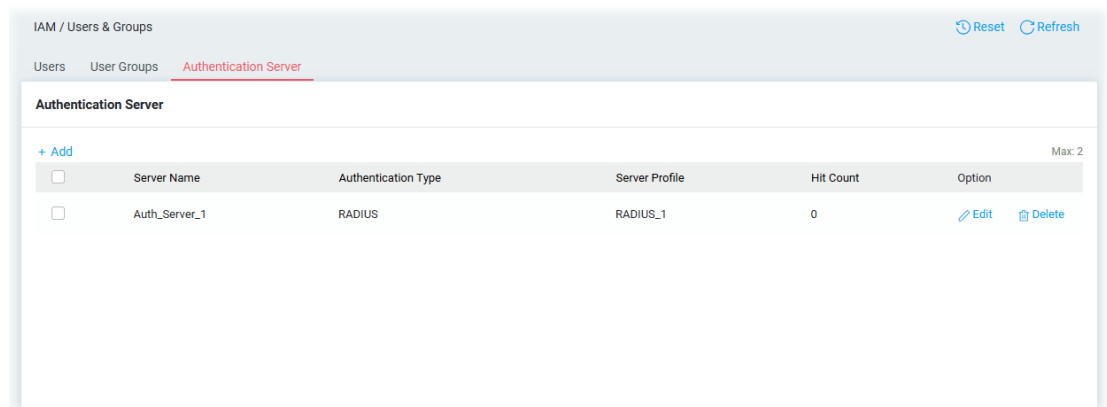 IAM / Users & Groups Reset Refresh
Users User Groups Authentication Server
Authentication Server
+ Add Max: 2
Server Name Authentication Type Server Profile Hit Count Option
Auth_Server_1 RADIUS RADIUS_1 0 Edit Delete